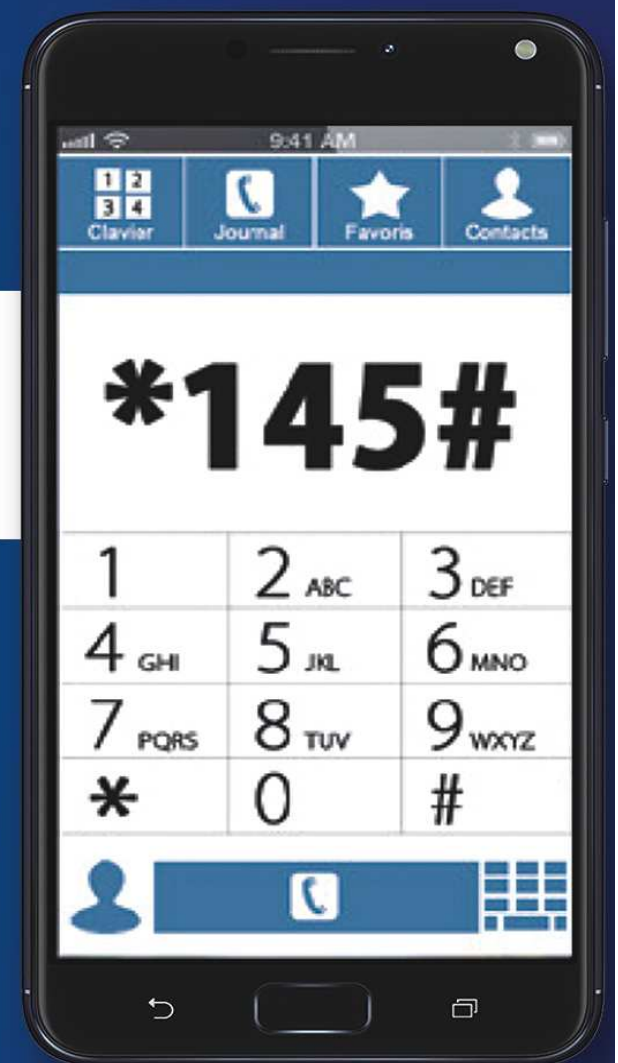 9:41 AM
1 2
3 4
Clavier Journal Favoris Contacts
*145#
1 2 ABC 3 DEF
4 GHI 5 JKL 6 MNO
7 PQRS 8 TUV 9 WXYZ
* 0 #